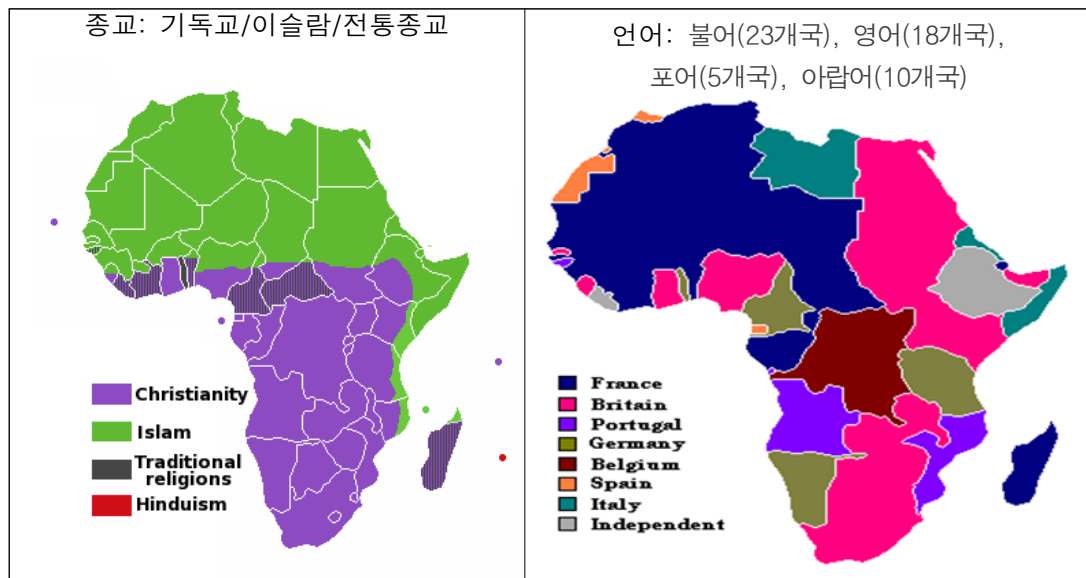 종교: 기독교/이슬람/전통종교
Christianity
Islam
Traditional
religions
Hinduism
언어: 불어(23개국), 영어(18개국),
포어(5개국), 아랍어(10개국)
France
Britain
Portugal
Germany
Belgium
Spain
Italy
Independent